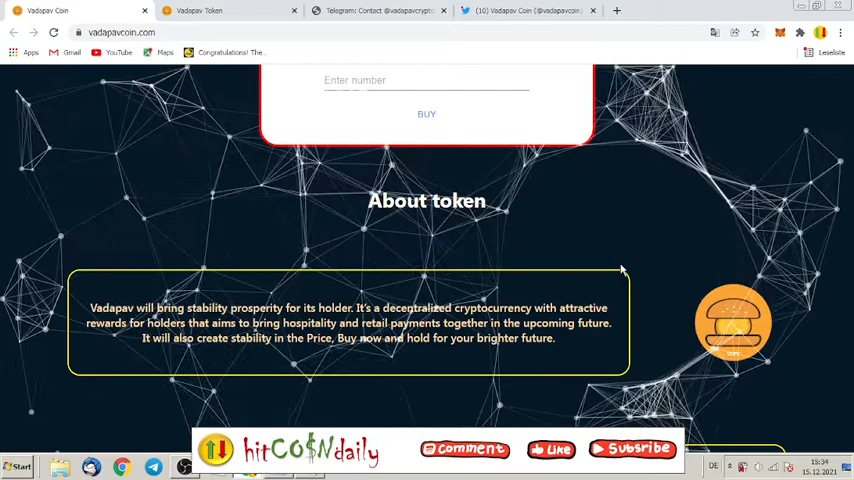 Vadapav Coin
Vadapav Token
Telegram: Contact @vadapavcrypto
(10) Vadapav Coin (@vadapavcoin)
vadapavcoin.com
Apps
Gmail
YouTube
Maps
Congratulations! The...
Leseliste
Enter number
BUY
About token
Vadapav will bring stability prosperity for its holder. It's a decentralized cryptocurrency with attractive
rewards for holders that aims to bring hospitality and retail payments together in the upcoming future.
It will also create stability in the Price, Buy now and hold for your brighter future.
hitCO$Ndaily
Comment
Like
Subsribe
Start
DE
15:34
15.12.2021